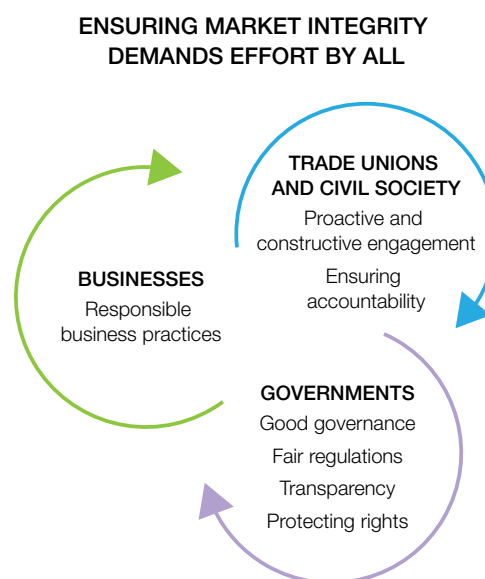 ENSURING MARKET INTEGRITY
DEMANDS EFFORT BY ALL
TRADE UNIONS
AND CIVIL SOCIETY
Proactive and
constructive engagement
Ensuring
accountability
BUSINESSES
Responsible
business practices
GOVERNMENTS
Good governance
Fair regulations
Transparency
Protecting rights